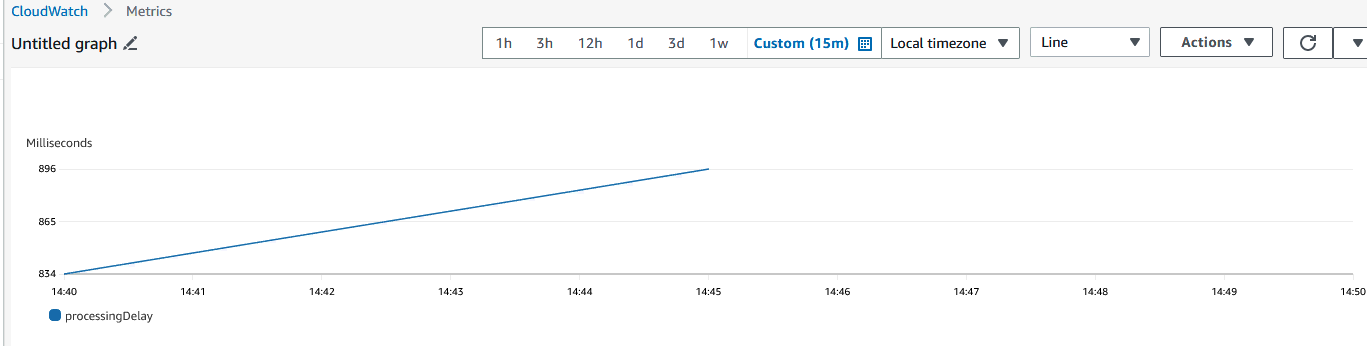 CloudWatch > Metrics
Untitled graph 1h 3h 12h 1d 3d 1w Custom (15m) Local timezone Line Actions
Milliseconds
896
865
834
14:40 14:41 14:42 14:43 14:44 14:45 14:46 14:47 14:48 14:49 14:50
processingDelay